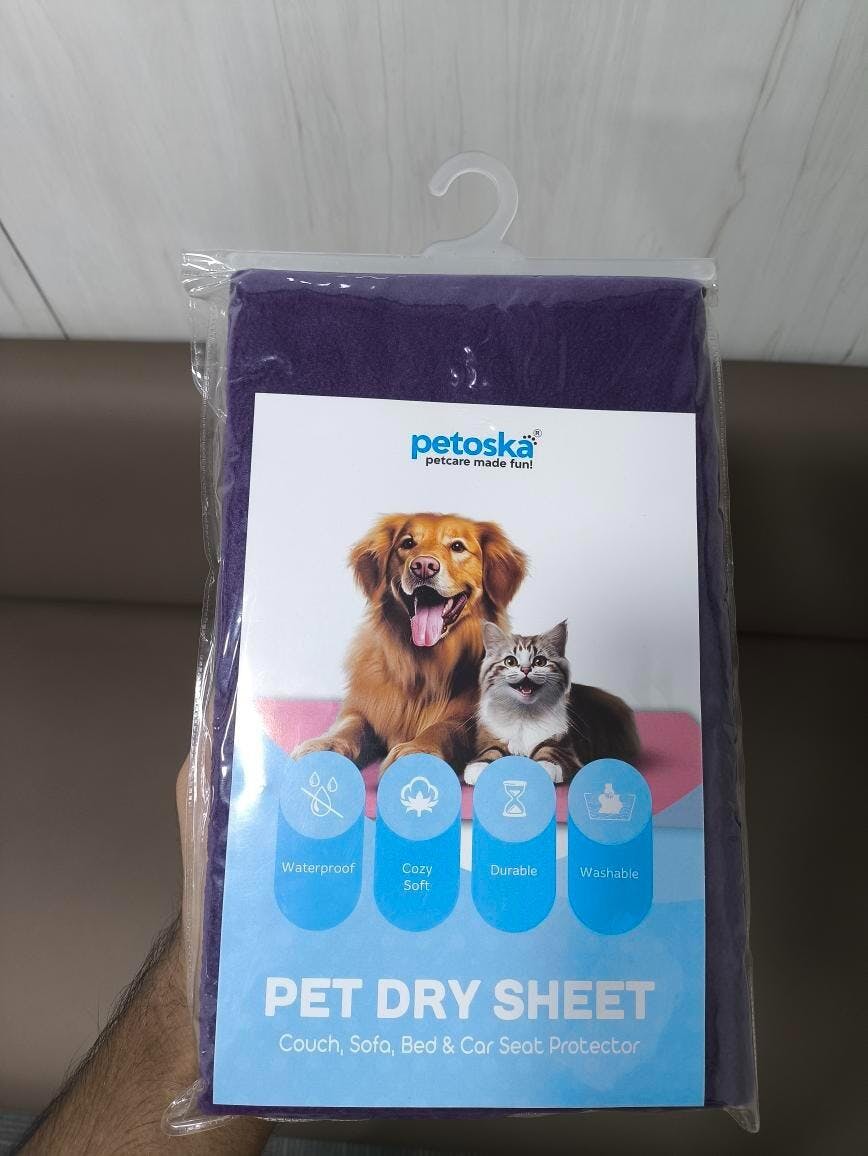 petoska®
petcare made fun!
Waterproof
Cozy
Soft
Durable
Washable
PET DRY SHEET
Couch, Sofa, Bed & Car Seat Protector